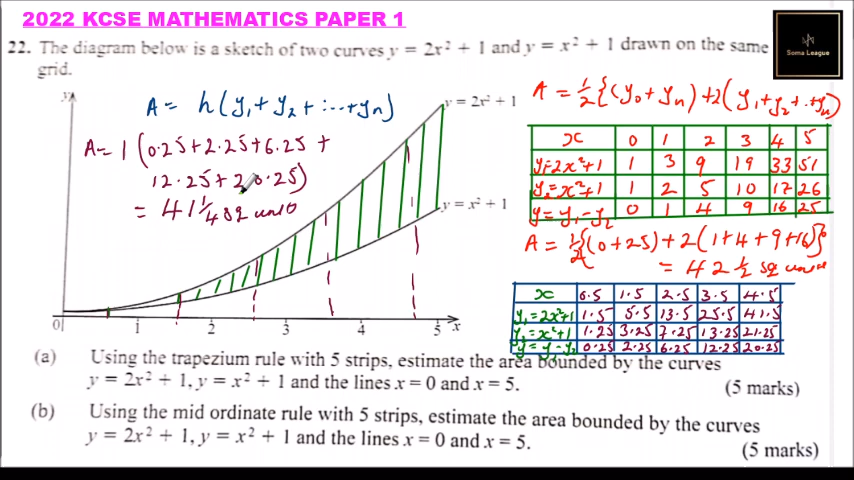 2022 KCSE MATHEMATICS PAPER 1
Soma League
22. The diagram below is a sketch of two curves y = 2x² + 1 and y = x² + 1 drawn on the same
grid.
y
A = h(y₁+y₂+...+yn)
y = 2x² + 1
A = 1 (0.25+2.25+6.25 +
12.25+20.25)
= 41 1/4 sq units
y = x² + 1
0 1 2 3 4 5 x
A = 1/2{(y₀+yn)+2(y₁+y₂+..+yn)
x 0 1 2 3 4 5
y=2x²+1 1 3 9 19 33 51
y₂=x²+1 1 2 5 10 17 26
y=y₁-y₂ 0 1 4 9 16 25
A = 1/2{(0+25)+2(1+4+9+16)}
= 42 1/2 sq units
x 0.5 1.5 2.5 3.5 4.5
y₁=2x²+1 1.5 5.5 13.5 25.5 41.5
y₁=x²+1 1.25 3.25 7.25 13.25 21.25
y=y₁-y₂ 0.25 2.25 6.25 12.25 20.25
(a) Using the trapezium rule with 5 strips, estimate the area bounded by the curves
y = 2x² + 1, y = x² + 1 and the lines x = 0 and x = 5.
(5 marks)
(b) Using the mid ordinate rule with 5 strips, estimate the area bounded by the curves
y = 2x² + 1, y = x² + 1 and the lines x = 0 and x = 5.
(5 marks)